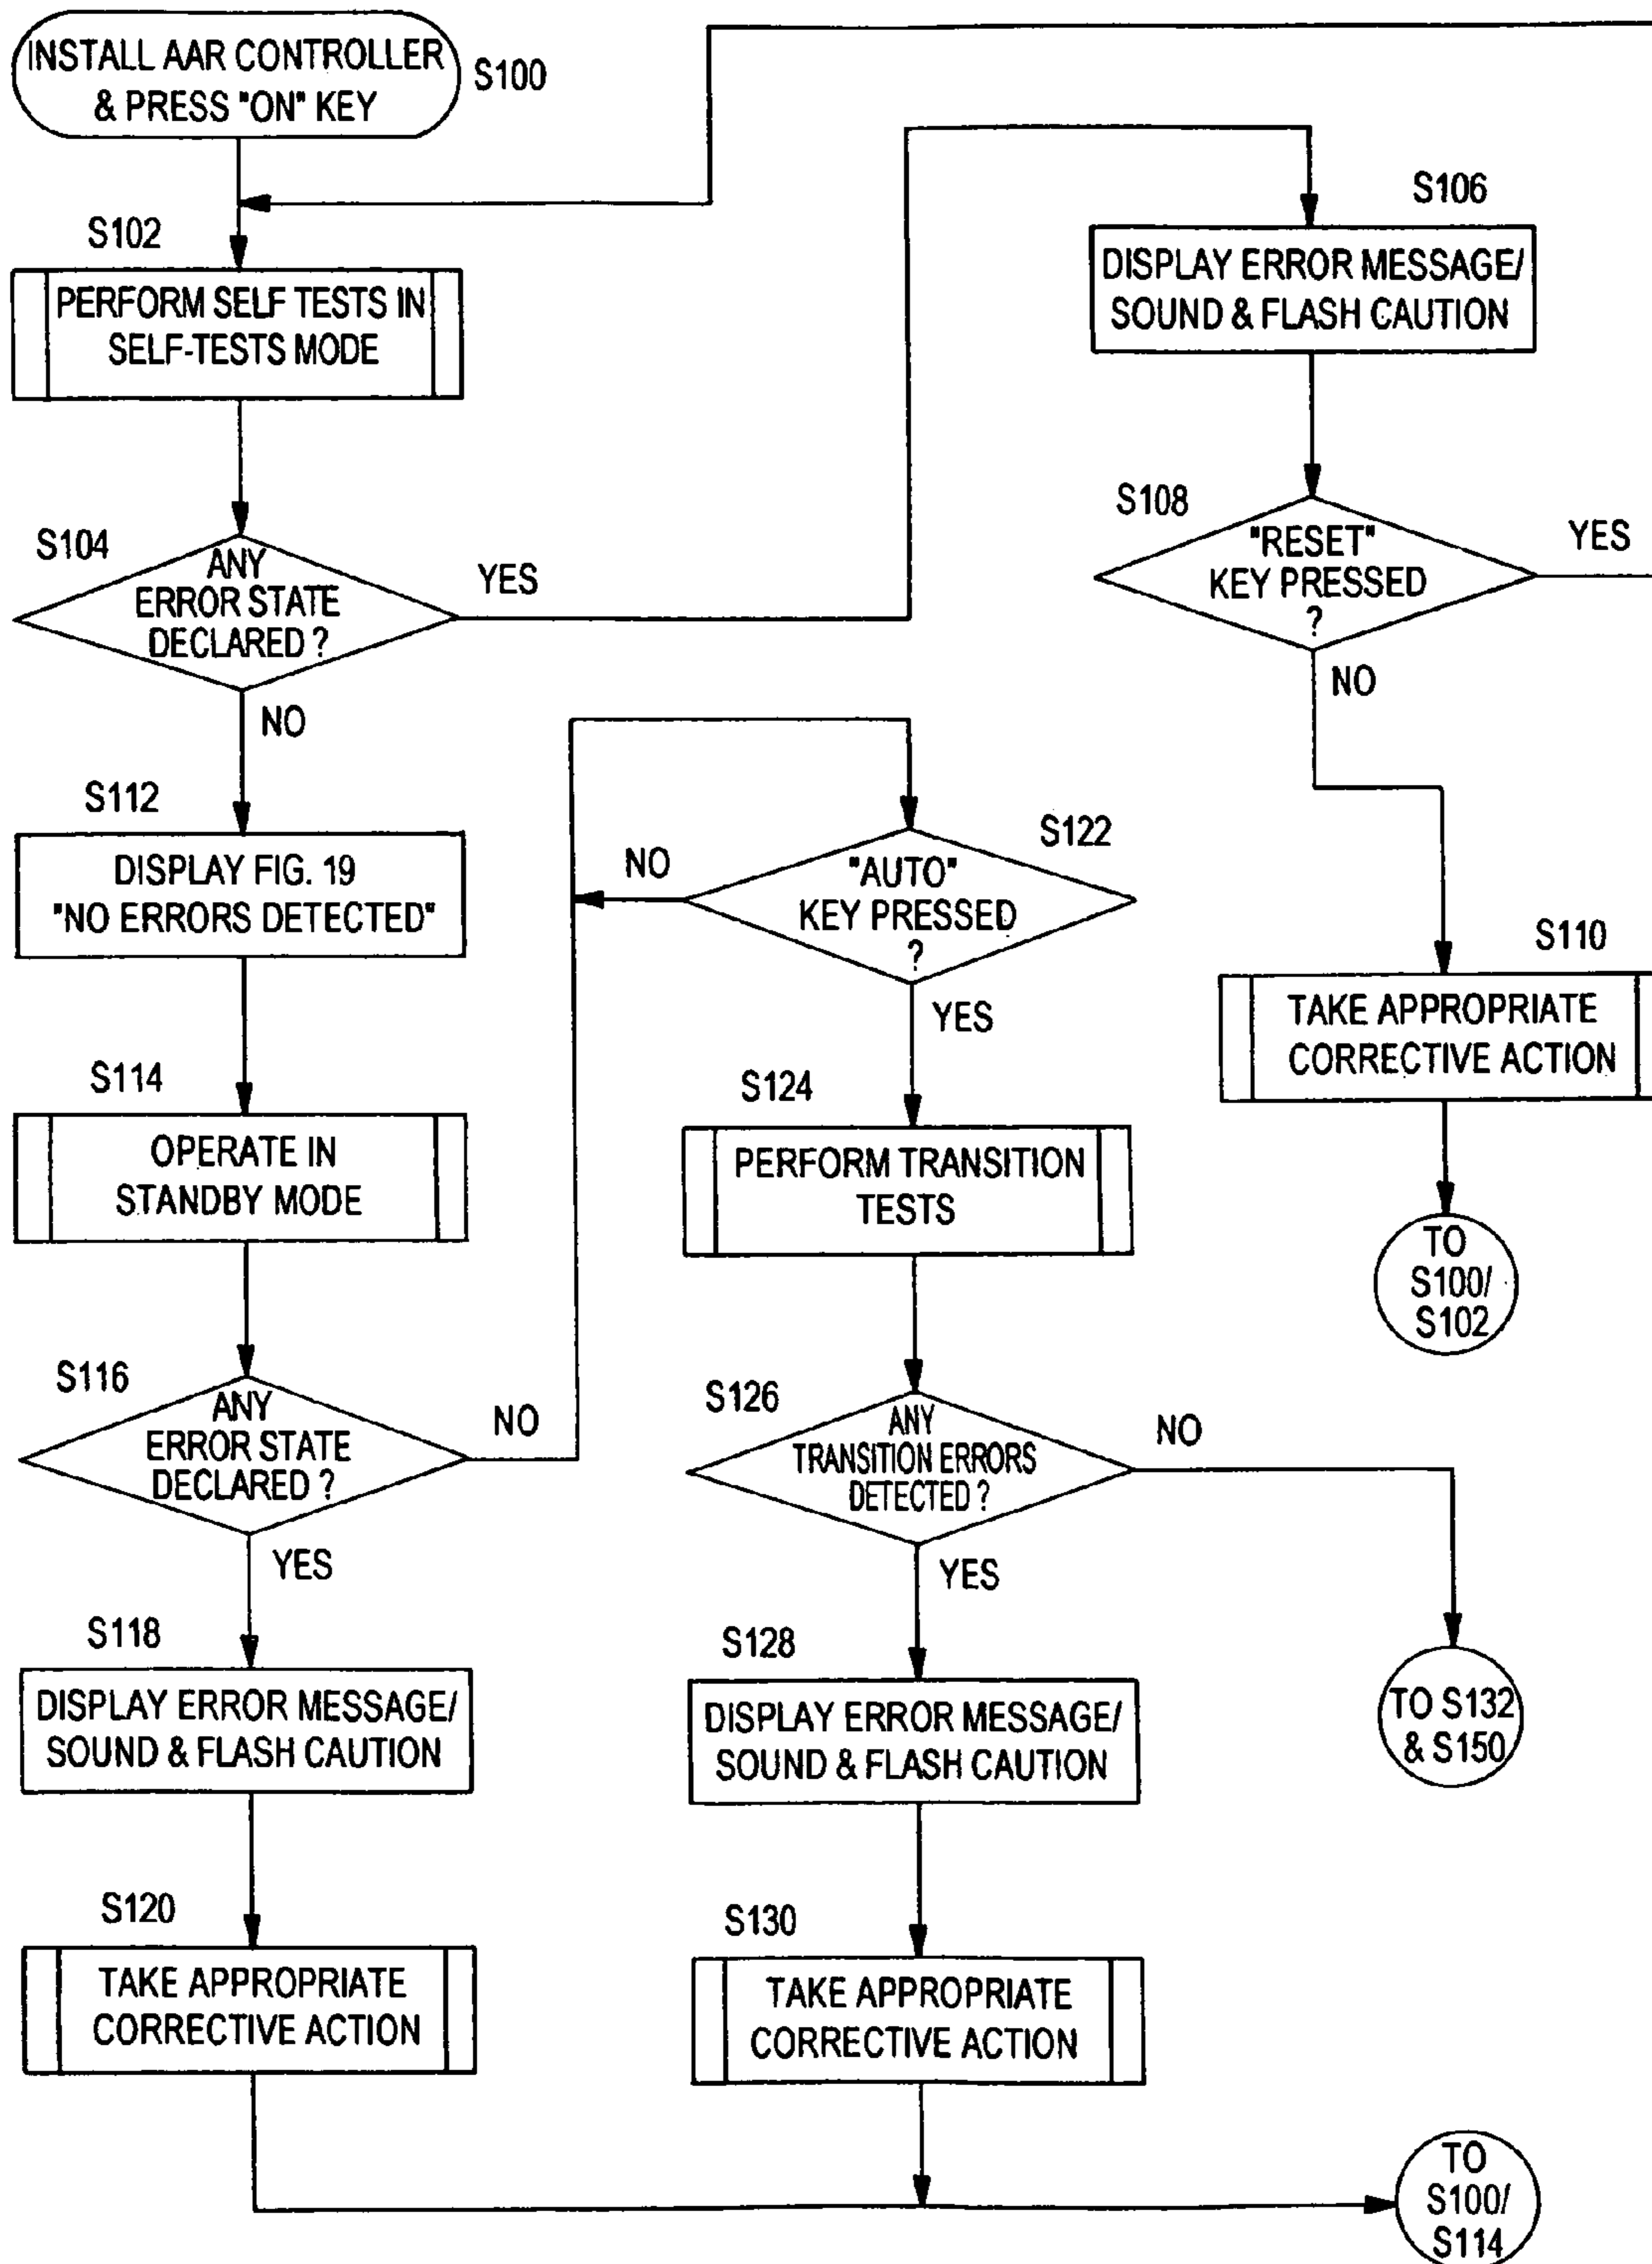 INSTALL AAR CONTROLLER
& PRESS "ON" KEY
S100
S102
PERFORM SELF TESTS IN
SELF-TESTS MODE
S104
ANY
ERROR STATE
DECLARED ?
YES
NO
S106
DISPLAY ERROR MESSAGE/
SOUND & FLASH CAUTION
S108
"RESET"
KEY PRESSED
?
YES
NO
S110
TAKE APPROPRIATE
CORRECTIVE ACTION
TO
S100/
S102
S112
DISPLAY FIG. 19
"NO ERRORS DETECTED"
S114
OPERATE IN
STANDBY MODE
S116
ANY
ERROR STATE
DECLARED ?
NO
YES
S118
DISPLAY ERROR MESSAGE/
SOUND & FLASH CAUTION
S120
TAKE APPROPRIATE
CORRECTIVE ACTION
S122
"AUTO"
KEY PRESSED
?
NO
YES
S124
PERFORM TRANSITION
TESTS
S126
ANY
TRANSITION ERRORS
DETECTED ?
NO
YES
TO S132
& S150
S128
DISPLAY ERROR MESSAGE/
SOUND & FLASH CAUTION
S130
TAKE APPROPRIATE
CORRECTIVE ACTION
TO
S100/
S114